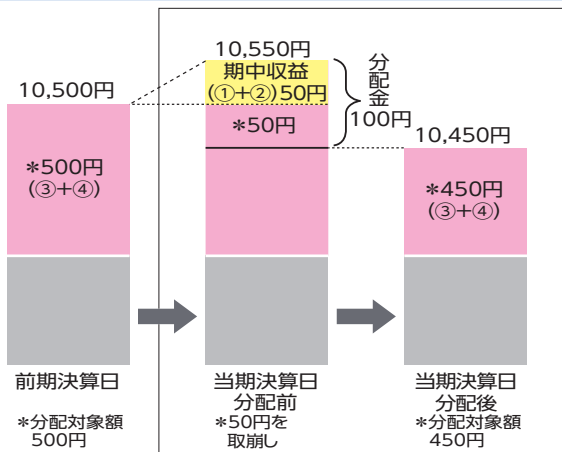 10,500円
*500円
(③+④)
前期決算日
*分配対象額
500円
10,550円
期中収益
(①+②)50円
*50円
分配金
100円
当期決算日
分配前
*50円を
取崩し
10,450円
*450円
(③+④)
当期決算日
分配後
*分配対象額
450円